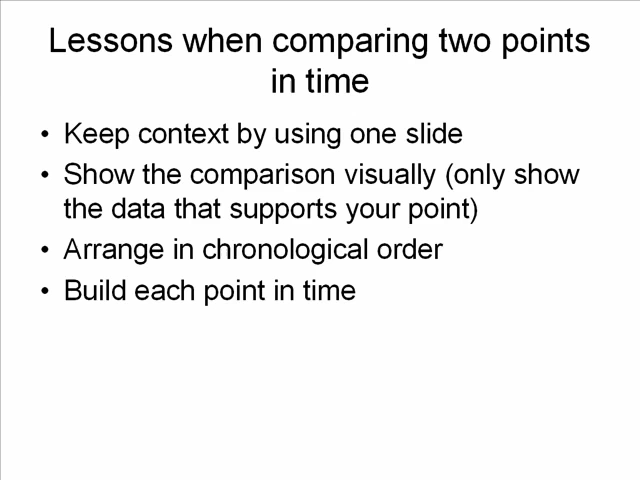 Lessons when comparing two points
in time
• Keep context by using one slide
• Show the comparison visually (only show
the data that supports your point)
• Arrange in chronological order
• Build each point in time